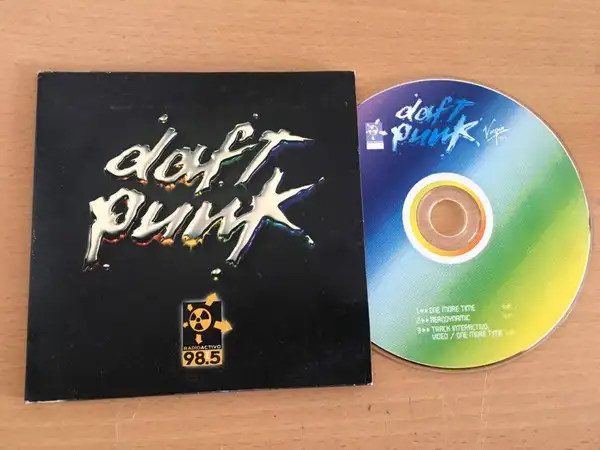 daft
punk
RADIOACTIVO
98.5
daft
punk
Virgin
1 ONE MORE TIME
2 AERODYNAMIC
3 TRACK INTERACTIVO
VIDEO / ONE MORE TIME